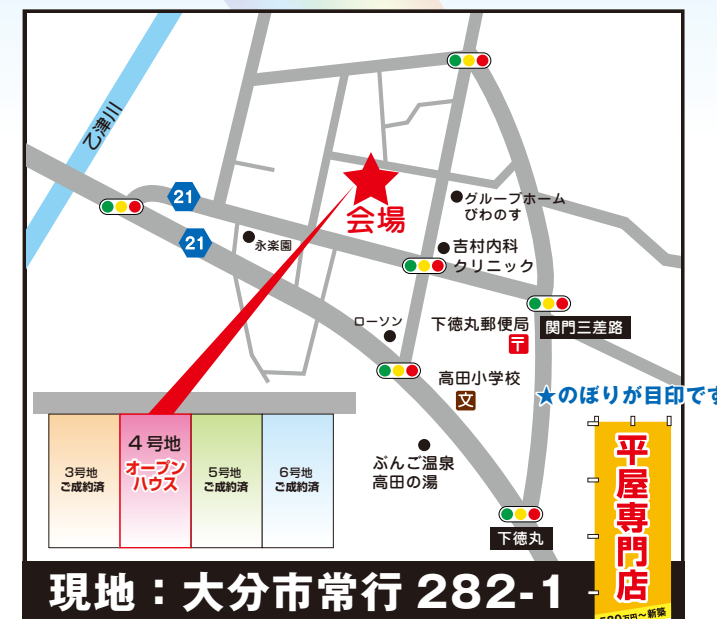 乙津三
21
21
永楽園
会場
グループホーム
びわのす
吉村内科
クリニック
ローソン
下徳丸郵便局
〒
関門三差路
高田小学校
文
★のぼりが目印です
ぶんご温泉
高田の湯
下徳丸
3号地
ご成約済
4号地
オープン
ハウス
5号地
ご成約済
6号地
ご成約済
平屋専門店
万円~新築
現地:大分市常行 282-1